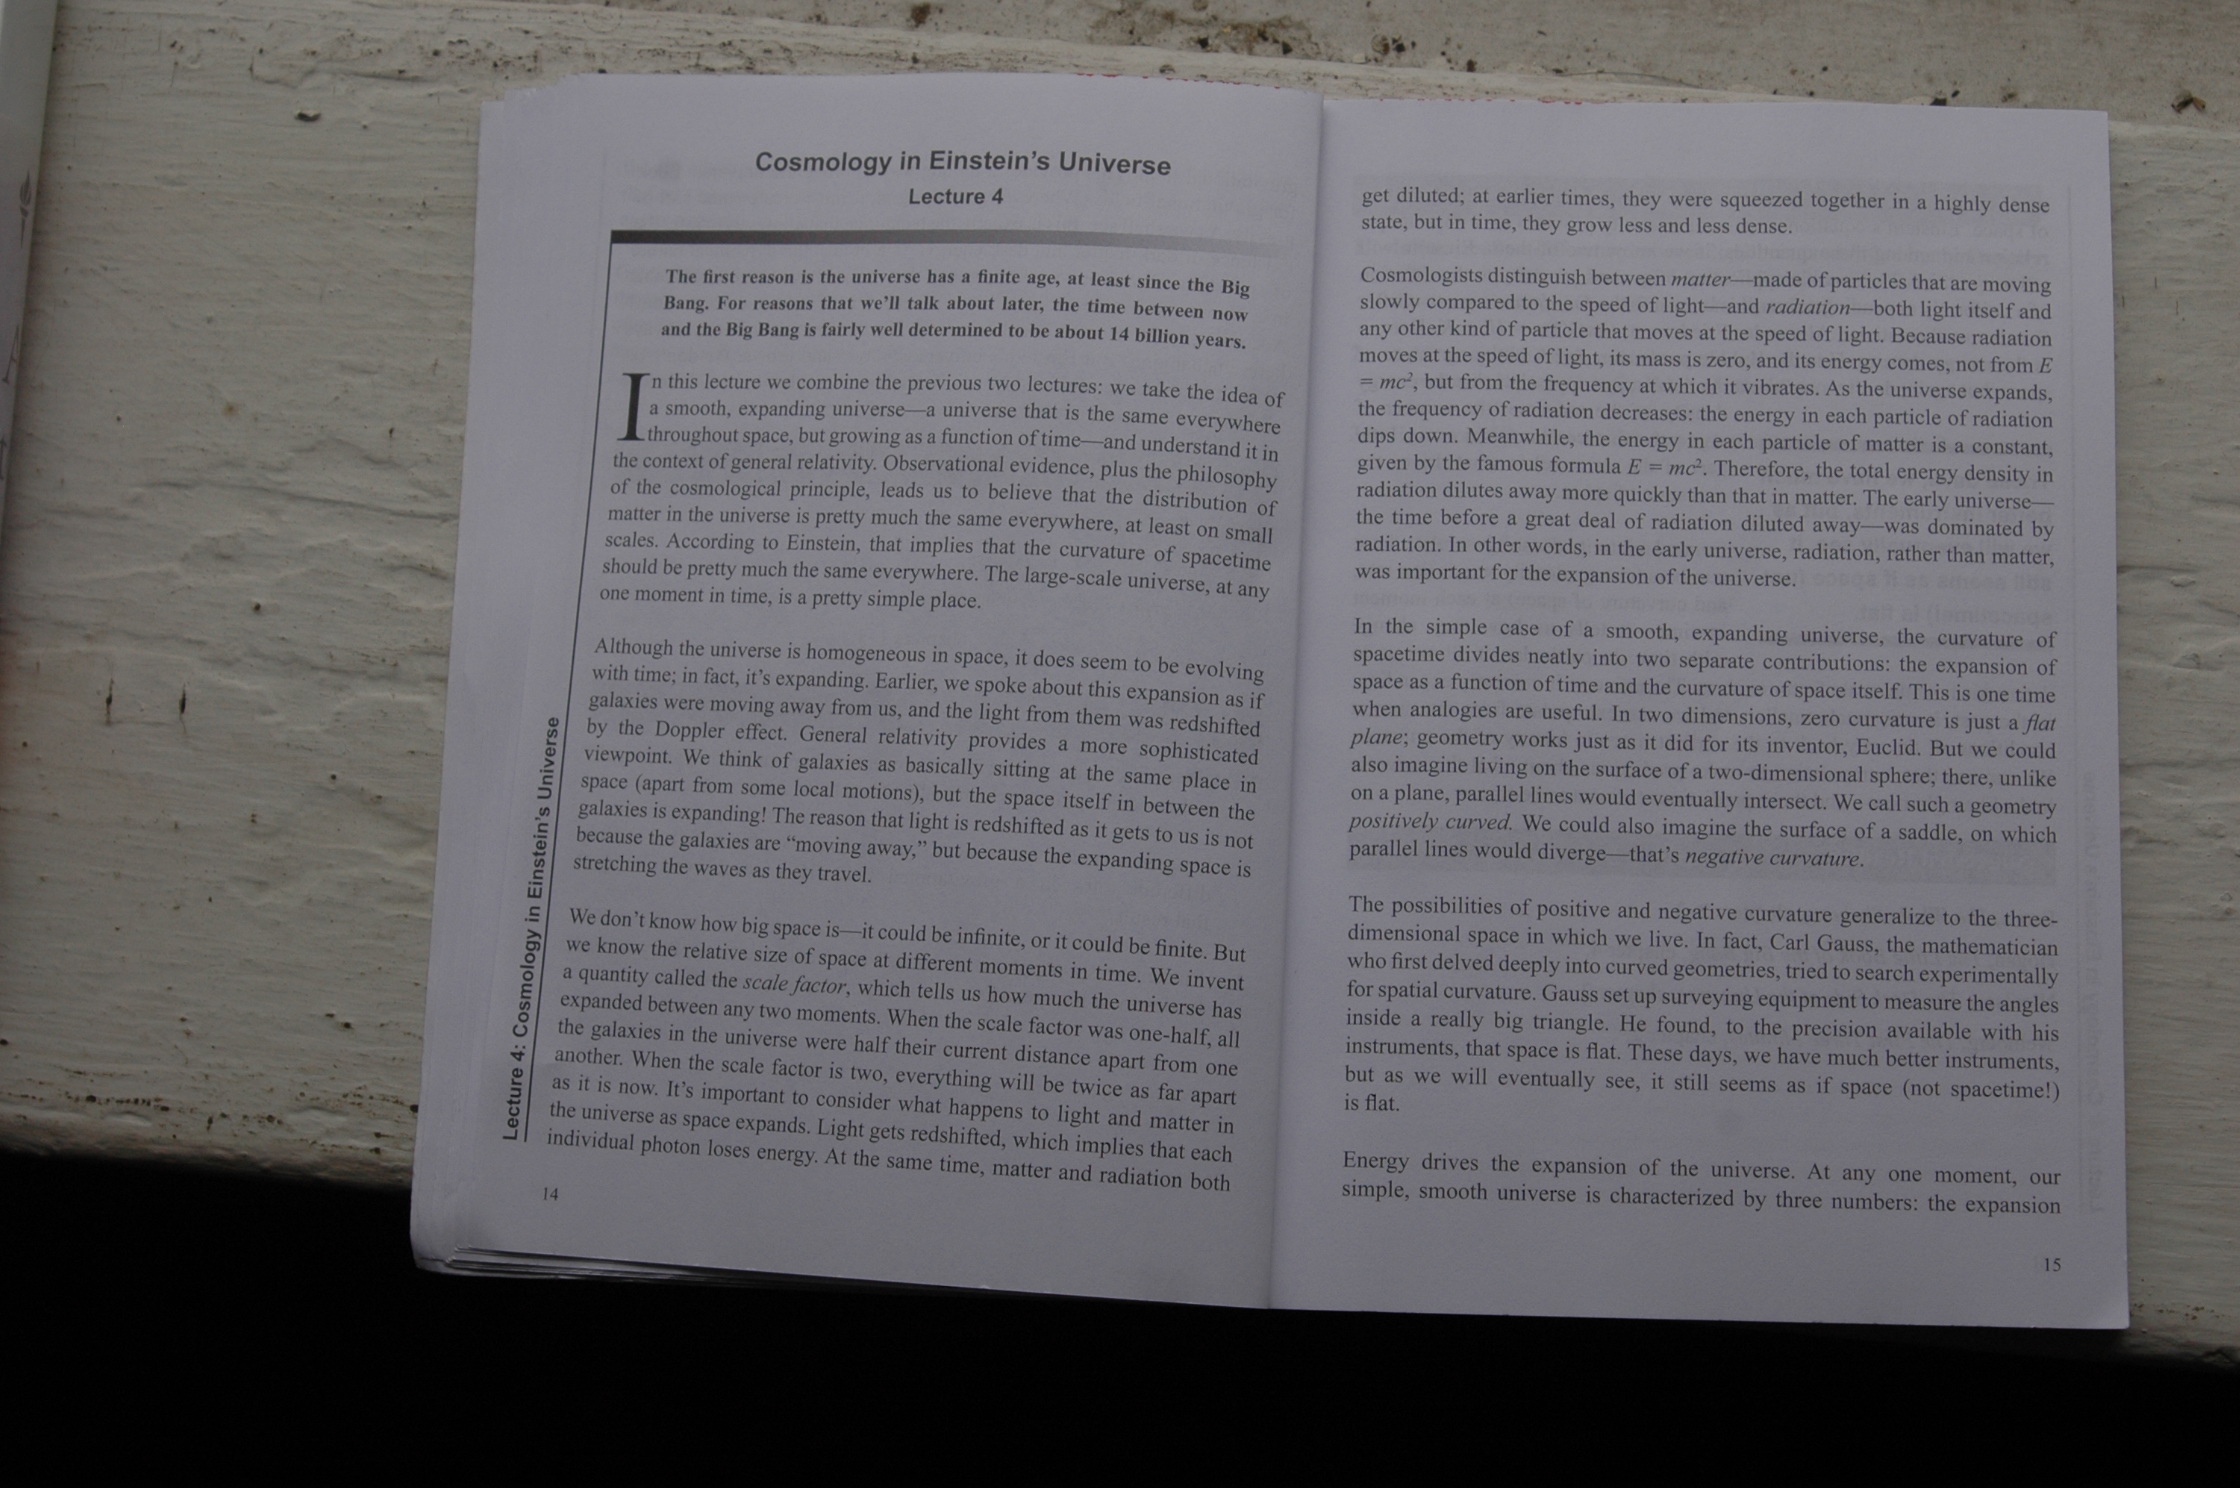 Cosmology in Einstein's Universe
Lecture 4
The first reason is the universe has a finite age, at least since the Big
Bang. For reasons that we'll talk about later, the time between now
and the Big Bang is fairly well determined to be about 14 billion years.
In this lecture we combine the previous two lectures: we take the idea of
a smooth, expanding universe—a universe that is the same everywhere
throughout space, but growing as a function of time—and understand it in
the context of general relativity. Observational evidence, plus the philosophy
of the cosmological principle, leads us to believe that the distribution of
matter in the universe is pretty much the same everywhere, at least on small
scales. According to Einstein, that implies that the curvature of spacetime
should be pretty much the same everywhere. The large-scale universe, at any
one moment in time, is a pretty simple place.
Although the universe is homogeneous in space, it does seem to be evolving
with time; in fact, it's expanding. Earlier, we spoke about this expansion as if
galaxies were moving away from us, and the light from them was redshifted
by the Doppler effect. General relativity provides a more sophisticated
viewpoint. We think of galaxies as basically sitting at the same place in
space (apart from some local motions), but the space itself in between the
galaxies is expanding! The reason that light is redshifted as it gets to us is not
because the galaxies are "moving away," but because the expanding space is
stretching the waves as they travel.
We don't know how big space is—it could be infinite, or it could be finite. But
we know the relative size of space at different moments in time. We invent
a quantity called the scale factor, which tells us how much the universe has
expanded between any two moments. When the scale factor was one-half, all
the galaxies in the universe were half their current distance apart from one
another. When the scale factor is two, everything will be twice as far apart
as it is now. It's important to consider what happens to light and matter in
the universe as space expands. Light gets redshifted, which implies that each
individual photon loses energy. At the same time, matter and radiation both
Lecture 4: Cosmology in Einstein's Universe
14
get diluted; at earlier times, they were squeezed together in a highly dense
state, but in time, they grow less and less dense.
Cosmologists distinguish between matter—made of particles that are moving
slowly compared to the speed of light—and radiation—both light itself and
any other kind of particle that moves at the speed of light. Because radiation
moves at the speed of light, its mass is zero, and its energy comes, not from E
= mc², but from the frequency at which it vibrates. As the universe expands,
the frequency of radiation decreases: the energy in each particle of radiation
dips down. Meanwhile, the energy in each particle of matter is a constant,
given by the famous formula E = mc². Therefore, the total energy density in
radiation dilutes away more quickly than that in matter. The early universe—
the time before a great deal of radiation diluted away—was dominated by
radiation. In other words, in the early universe, radiation, rather than matter,
was important for the expansion of the universe.
In the simple case of a smooth, expanding universe, the curvature of
spacetime divides neatly into two separate contributions: the expansion of
space as a function of time and the curvature of space itself. This is one time
when analogies are useful. In two dimensions, zero curvature is just a flat
plane; geometry works just as it did for its inventor, Euclid. But we could
also imagine living on the surface of a two-dimensional sphere; there, unlike
on a plane, parallel lines would eventually intersect. We call such a geometry
positively curved. We could also imagine the surface of a saddle, on which
parallel lines would diverge—that's negative curvature.
The possibilities of positive and negative curvature generalize to the three-
dimensional space in which we live. In fact, Carl Gauss, the mathematician
who first delved deeply into curved geometries, tried to search experimentally
for spatial curvature. Gauss set up surveying equipment to measure the angles
inside a really big triangle. He found, to the precision available with his
instruments, that space is flat. These days, we have much better instruments,
but as we will eventually see, it still seems as if space (not spacetime!)
is flat.
Energy drives the expansion of the universe. At any one moment, our
simple, smooth universe is characterized by three numbers: the expansion
15